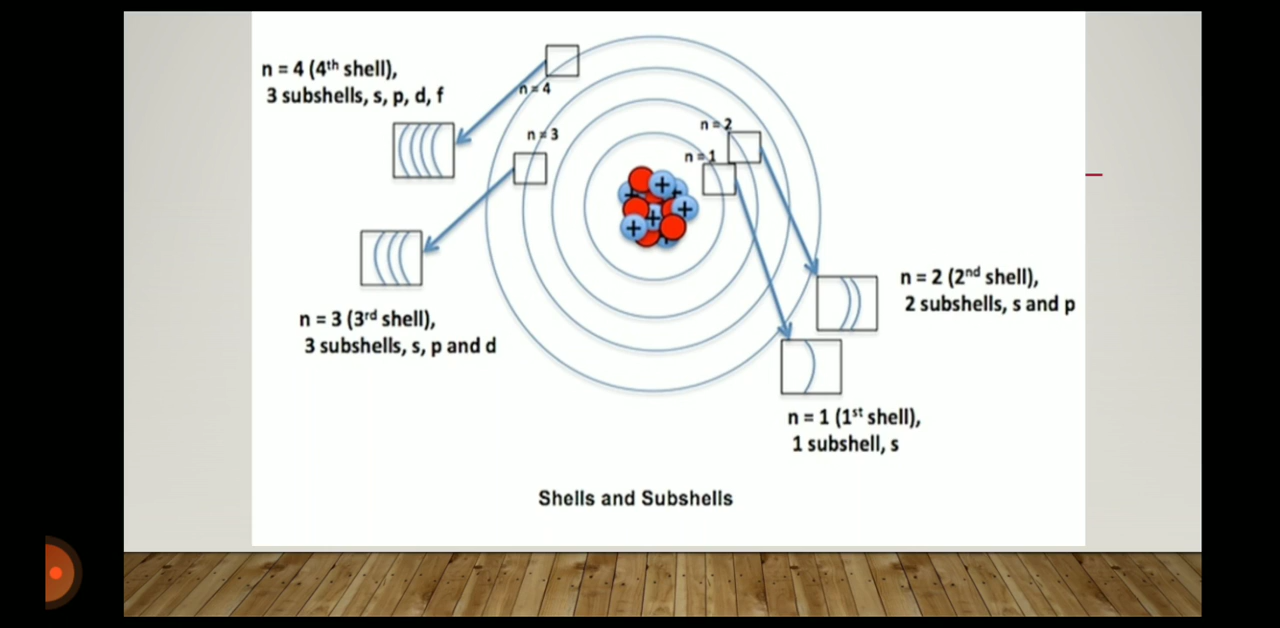 n = 4 (4th shell),
3 subshells, s, p, d, f
n = 4
n = 3
n = 2
n = 1
n = 2 (2nd shell),
2 subshells, s and p
n = 3 (3rd shell),
3 subshells, s, p and d
n = 1 (1st shell),
1 subshell, s
Shells and Subshells